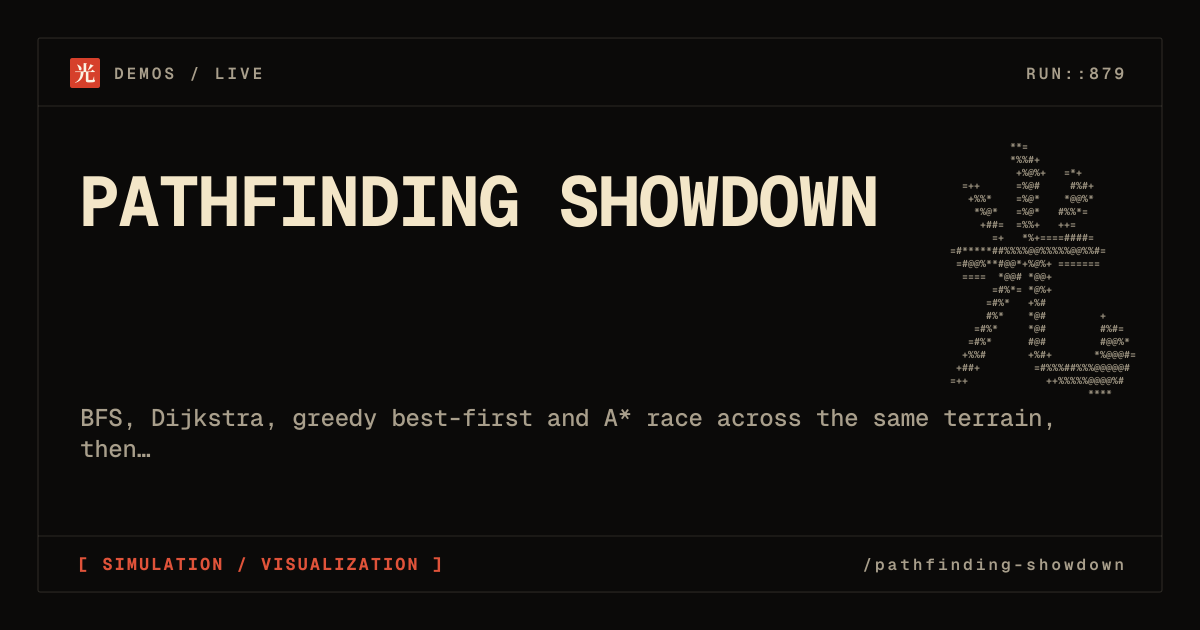 光 DEMOS / LIVE
RUN::879
PATHFINDING SHOWDOWN
BFS, Dijkstra, greedy best-first and A* race across the same terrain,
then…
[ SIMULATION / VISUALIZATION ]
/pathfinding-showdown